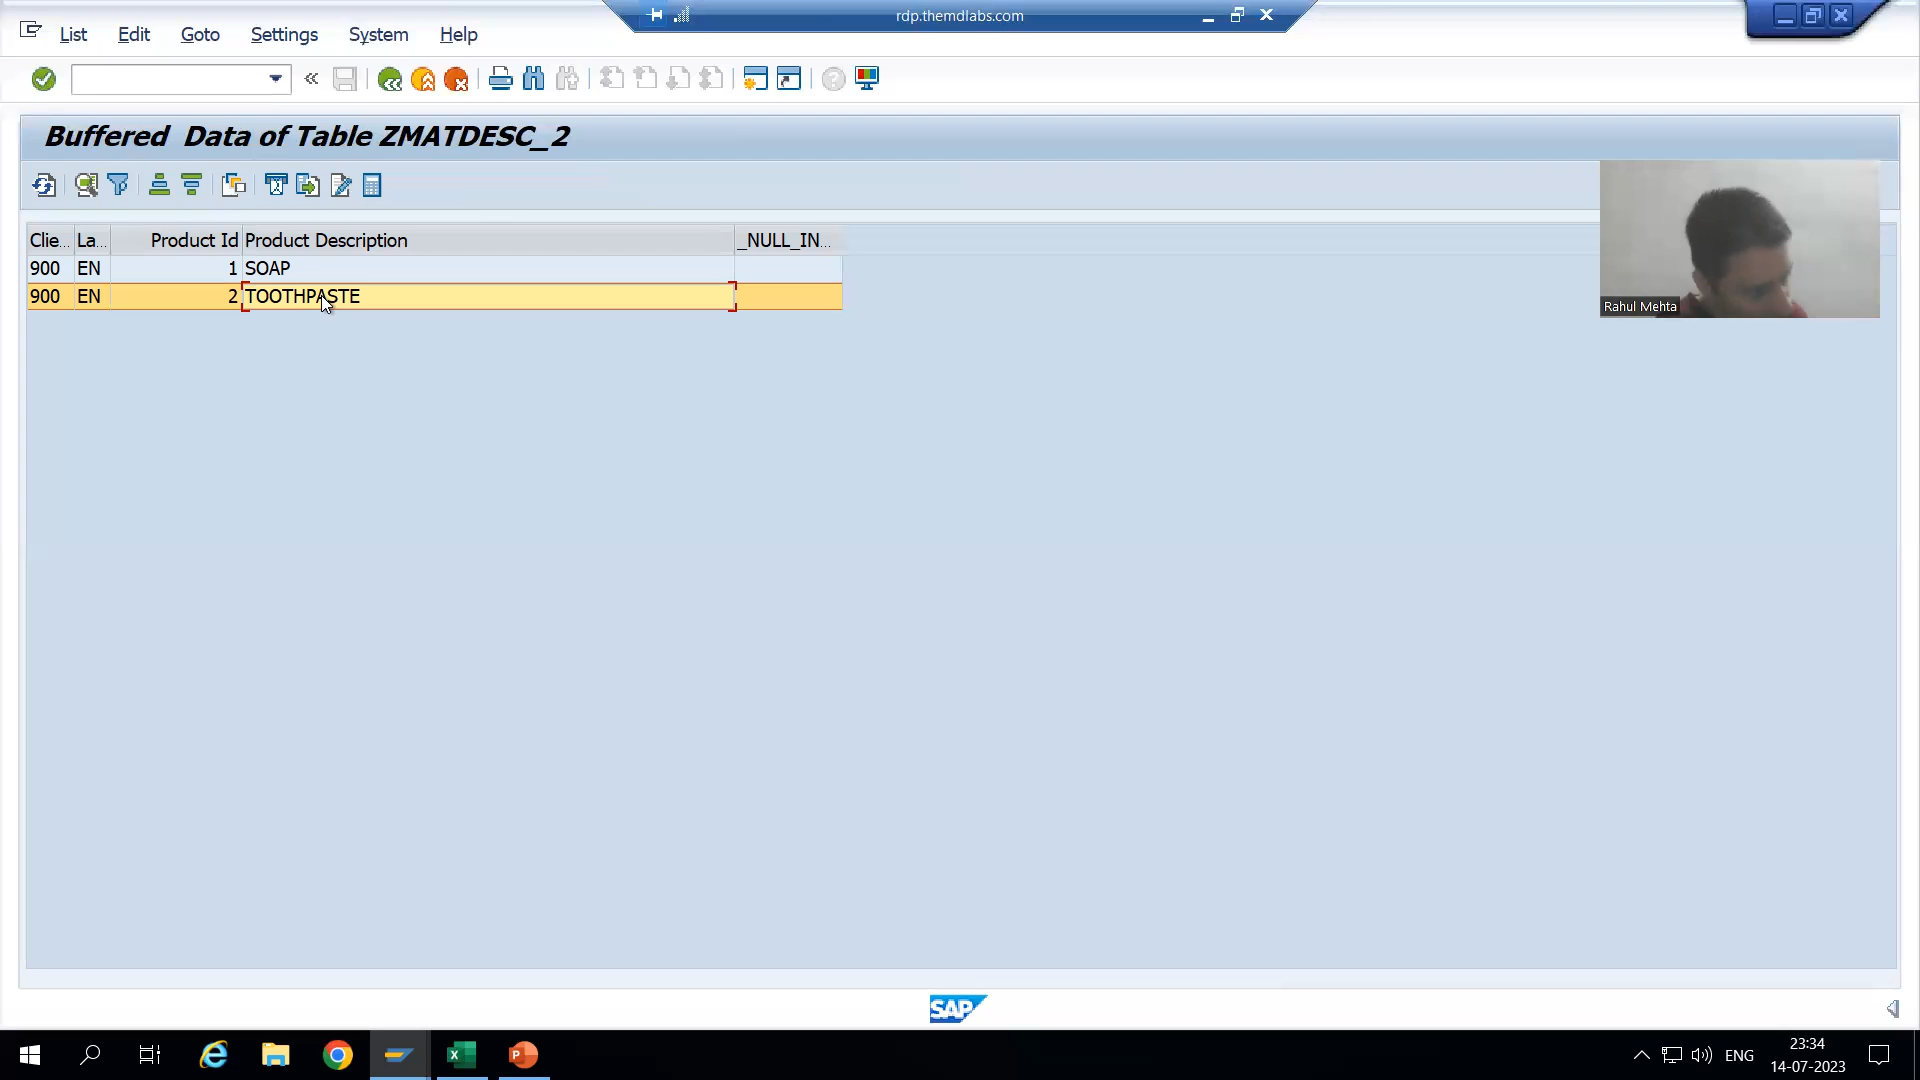 rdp.themdlabs.com
List Edit Goto Settings System Help
Buffered Data of Table ZMATDESC_2
Clie... La... Product Id Product Description _NULL_IN...
900 EN 1 SOAP
900 EN 2 TOOTHPASTE
Rahul Mehta
SAP
ENG
23:34
14-07-2023